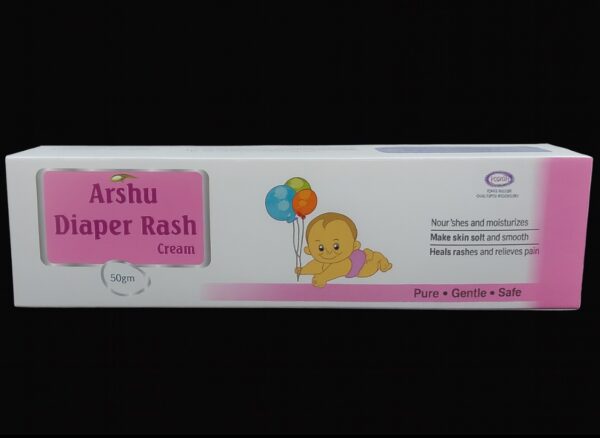 Arshu
Diaper Rash
Cream
50gm
Nour'shes and moisturizes
Make skin soft and smooth
Heals rashes and relieves pain
Pure • Gentle • Safe